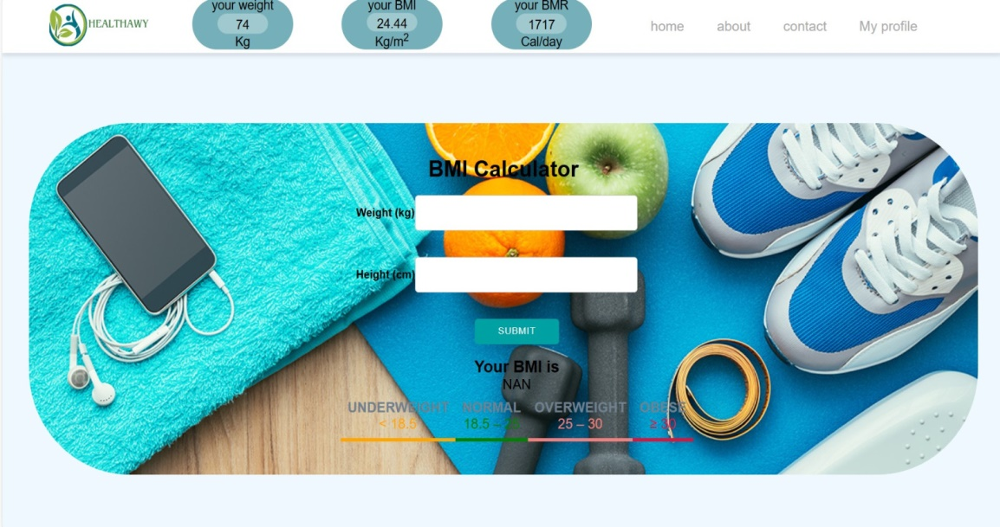 HEALTHAWY
your weight
74
Kg
your BMI
24.44
Kg/m²
your BMR
1717
Cal/day
home about contact My profile
BMI Calculator
Weight (kg)
Height (cm)
SUBMIT
Your BMI is
NAN
UNDERWEIGHT NORMAL OVERWEIGHT OBESE
< 18.5 18.5 – 25 25 – 30 ≥ 30